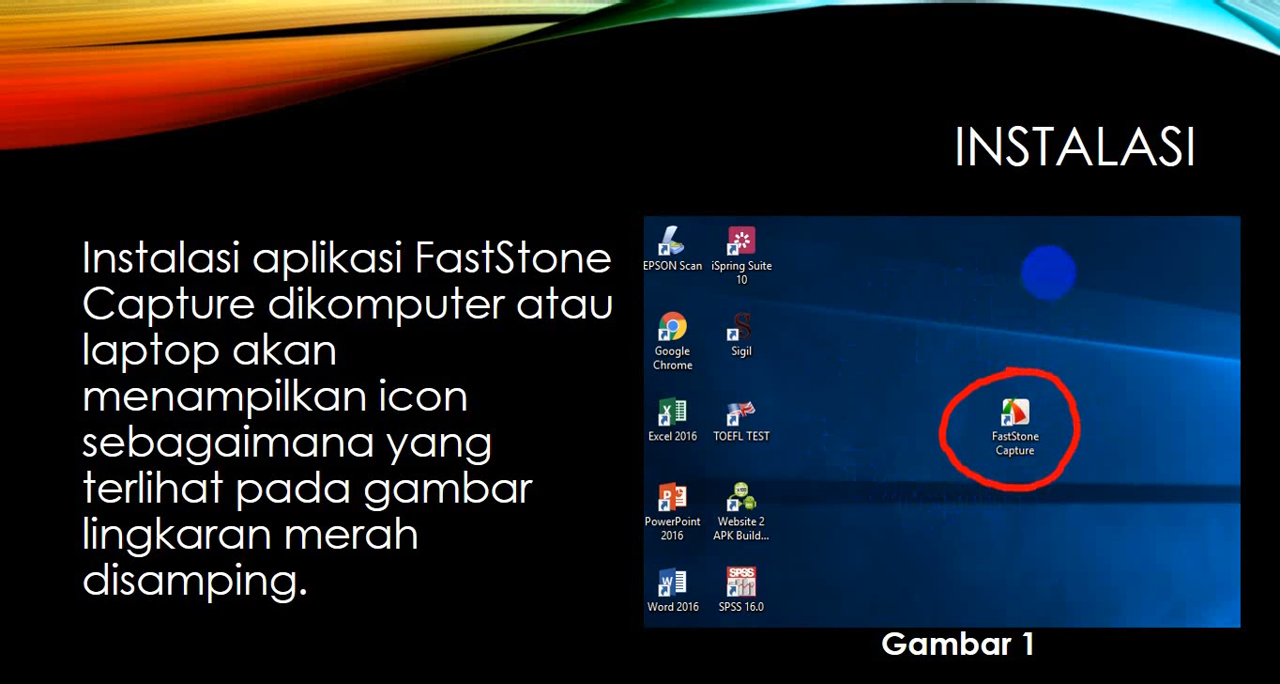 INSTALASI
Instalasi aplikasi FastStone
Capture dikomputer atau
laptop akan
menampilkan icon
sebagaimana yang
terlihat pada gambar
lingkaran merah
disamping.
EPSON Scan
iSpring Suite
10
Google
Chrome
Sigil
Excel 2016
TOEFL TEST
PowerPoint
2016
Website 2
APK Build...
Word 2016
SPSS
SPSS 16.0
FastStone
Capture
Gambar 1